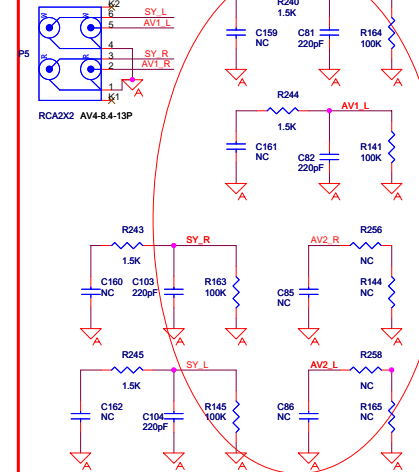 K2
6 SY_L
5 AV1_L
4
3 SY_R
2 AV1_R
1
K1
P5
W W
R R
A
RCA2X2 AV4-8.4-13P
R240
1.5K
C159
NC
C81
220pF
R164
100K
A A A
R244
AV1_L
1.5K
C161
NC
C82
220pF
R141
100K
A A A
R243
SY_R
1.5K
C160
NC
C103
220pF
R163
100K
A A A
AV2_R
R256
NC
C85
NC
R144
NC
A A
R245
SY_L
1.5K
C162
NC
C104
220pF
R145
100K
A A A
AV2_L
R258
NC
C86
NC
R165
NC
A A